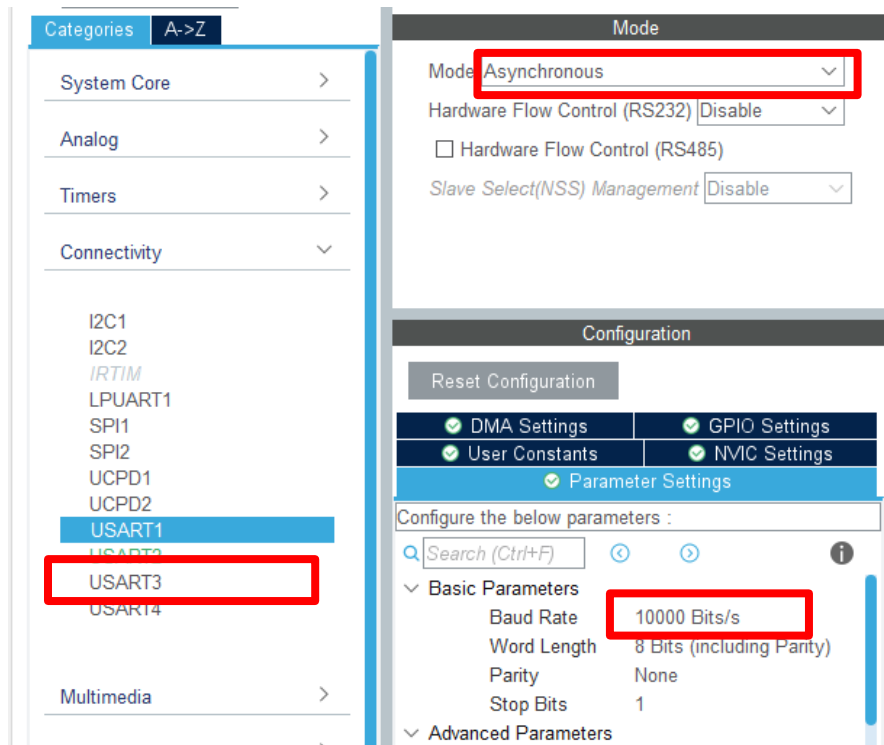 Categories A->Z
System Core
Analog
Timers
Connectivity
I2C1
I2C2
IRTIM
LPUART1
SPI1
SPI2
UCPD1
UCPD2
USART1
USART2
USART3
USART4
Multimedia
Mode
Mode Asynchronous
Hardware Flow Control (RS232) Disable
Hardware Flow Control (RS485)
Slave Select(NSS) Management Disable
Configuration
Reset Configuration
DMA Settings GPIO Settings
User Constants NVIC Settings
Parameter Settings
Configure the below parameters :
Search (Ctrl+F)
Basic Parameters
Baud Rate 10000 Bits/s
Word Length 8 Bits (including Parity)
Parity None
Stop Bits 1
Advanced Parameters